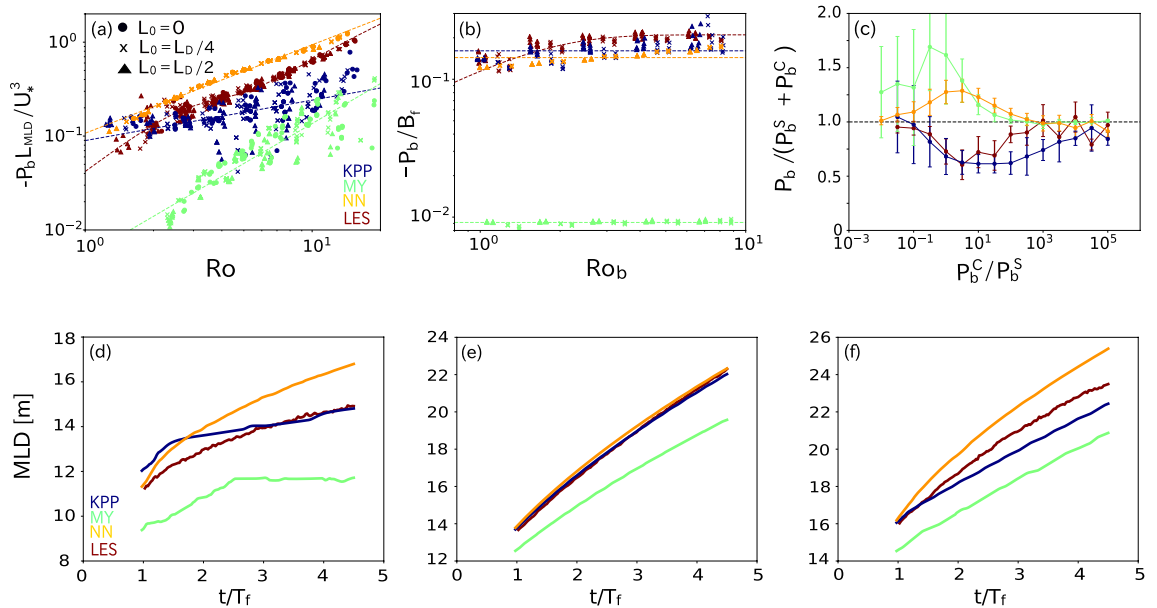 (a)
● L₀=0
× L₀=L_D/4
▲ L₀=L_D/2
-P_b L_MLD /U_*^3
10⁰
10⁻¹
10⁻²
KPP
MY
NN
LES
10⁰
10¹
Ro
(b)
−P_b/B_f
10⁻¹
10⁻²
10⁰
10¹
Ro_b
(c)
P_b /(P_b^S + P_b^C)
2.0
1.5
1.0
0.5
0
10⁻³
10⁻¹
10¹
10³
10⁵
P_b^C/P_b^S
(d)
MLD [m]
18
16
14
12
10
8
KPP
MY
NN
LES
0 1 2 3 4 5
t/T_f
(e)
24
22
20
18
16
14
12
0 1 2 3 4 5
t/T_f
(f)
26
24
22
20
18
16
14
0 1 2 3 4 5
t/T_f